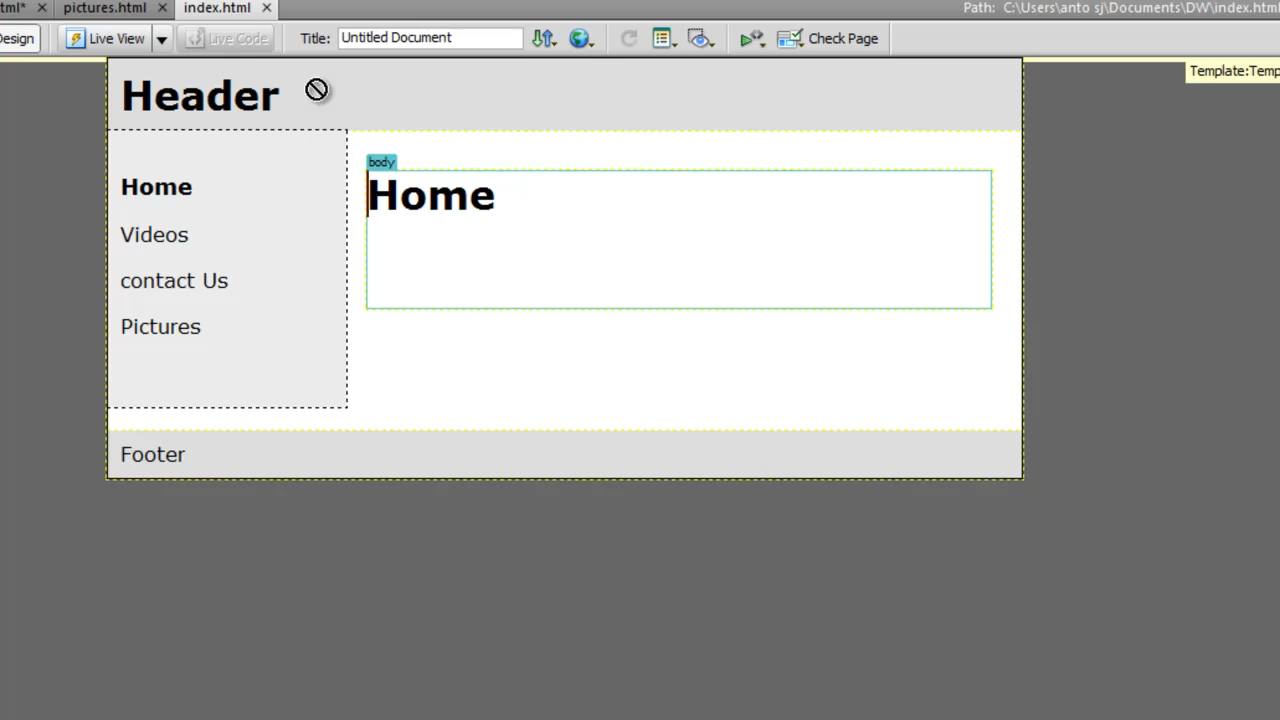 tml* pictures.html index.html Path: C:\Users\anto sj\Documents\DW\index.html
Design Live View Live Code Title: Untitled Document Check Page
Template:Temp
Header
body
Home
Home
Videos
contact Us
Pictures
Footer